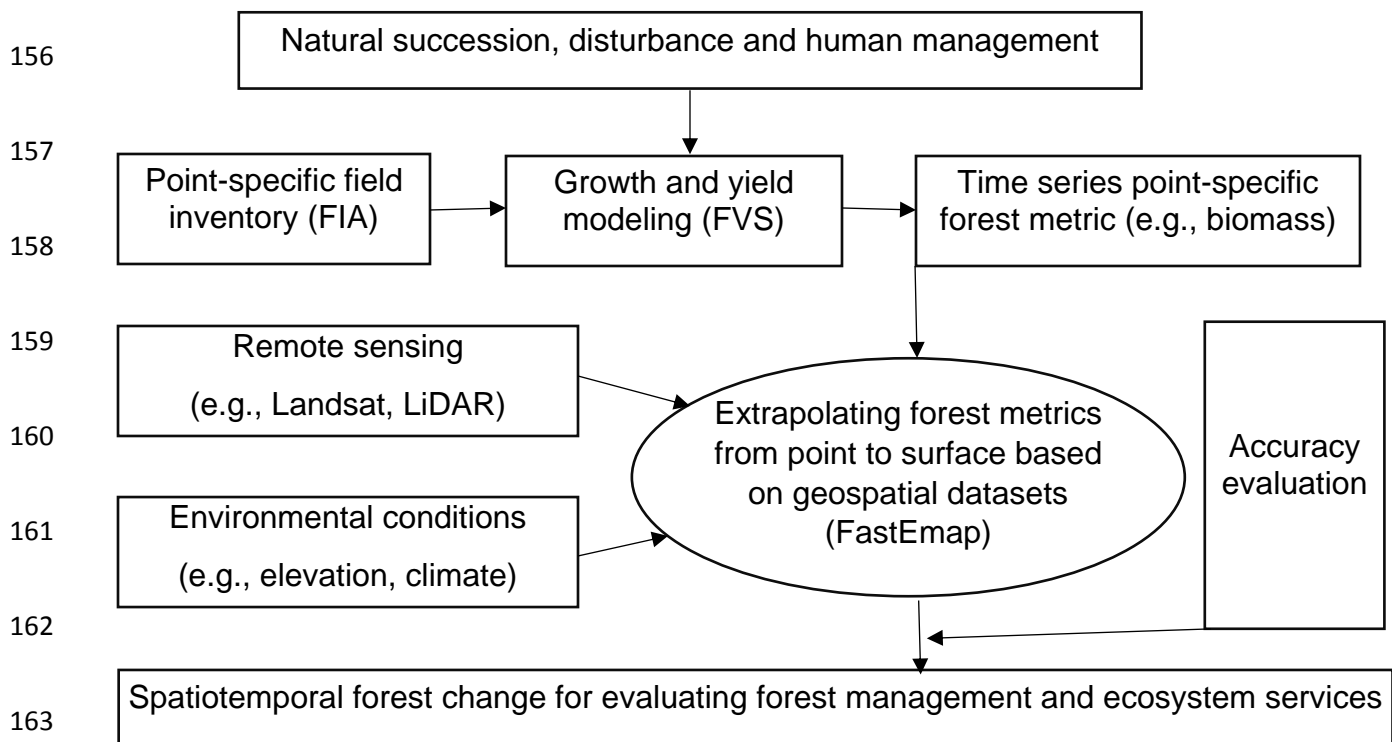 156
Natural succession, disturbance and human management
157
Point-specific field
inventory (FIA)
Growth and yield
modeling (FVS)
Time series point-specific
forest metric (e.g., biomass)
158
159
Remote sensing
(e.g., Landsat, LiDAR)
160
Extrapolating forest metrics
from point to surface based
on geospatial datasets
(FastEmap)
Accuracy
evaluation
161
Environmental conditions
(e.g., elevation, climate)
162
Spatiotemporal forest change for evaluating forest management and ecosystem services
163